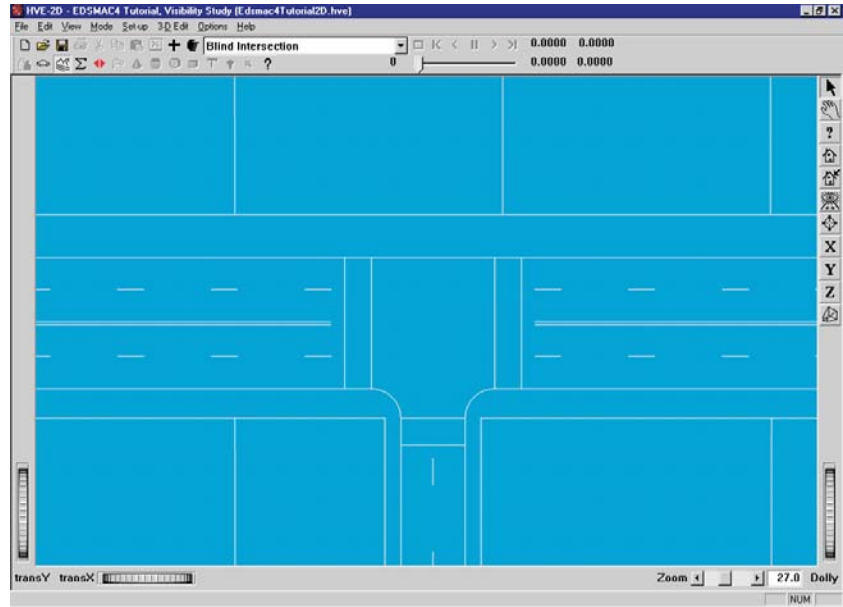 HVE-2D - EDSMAC4 Tutorial, Visibility Study (Edsmac4Tutorial2D.hve)
File Edit View Mode Set-up 3-D Edit Options Help
Blind Intersection 0.0000 0.0000
? 0 0.0000 0.0000
?
X
Y
Z
transY transX Zoom 27.0 Dolly
NUM